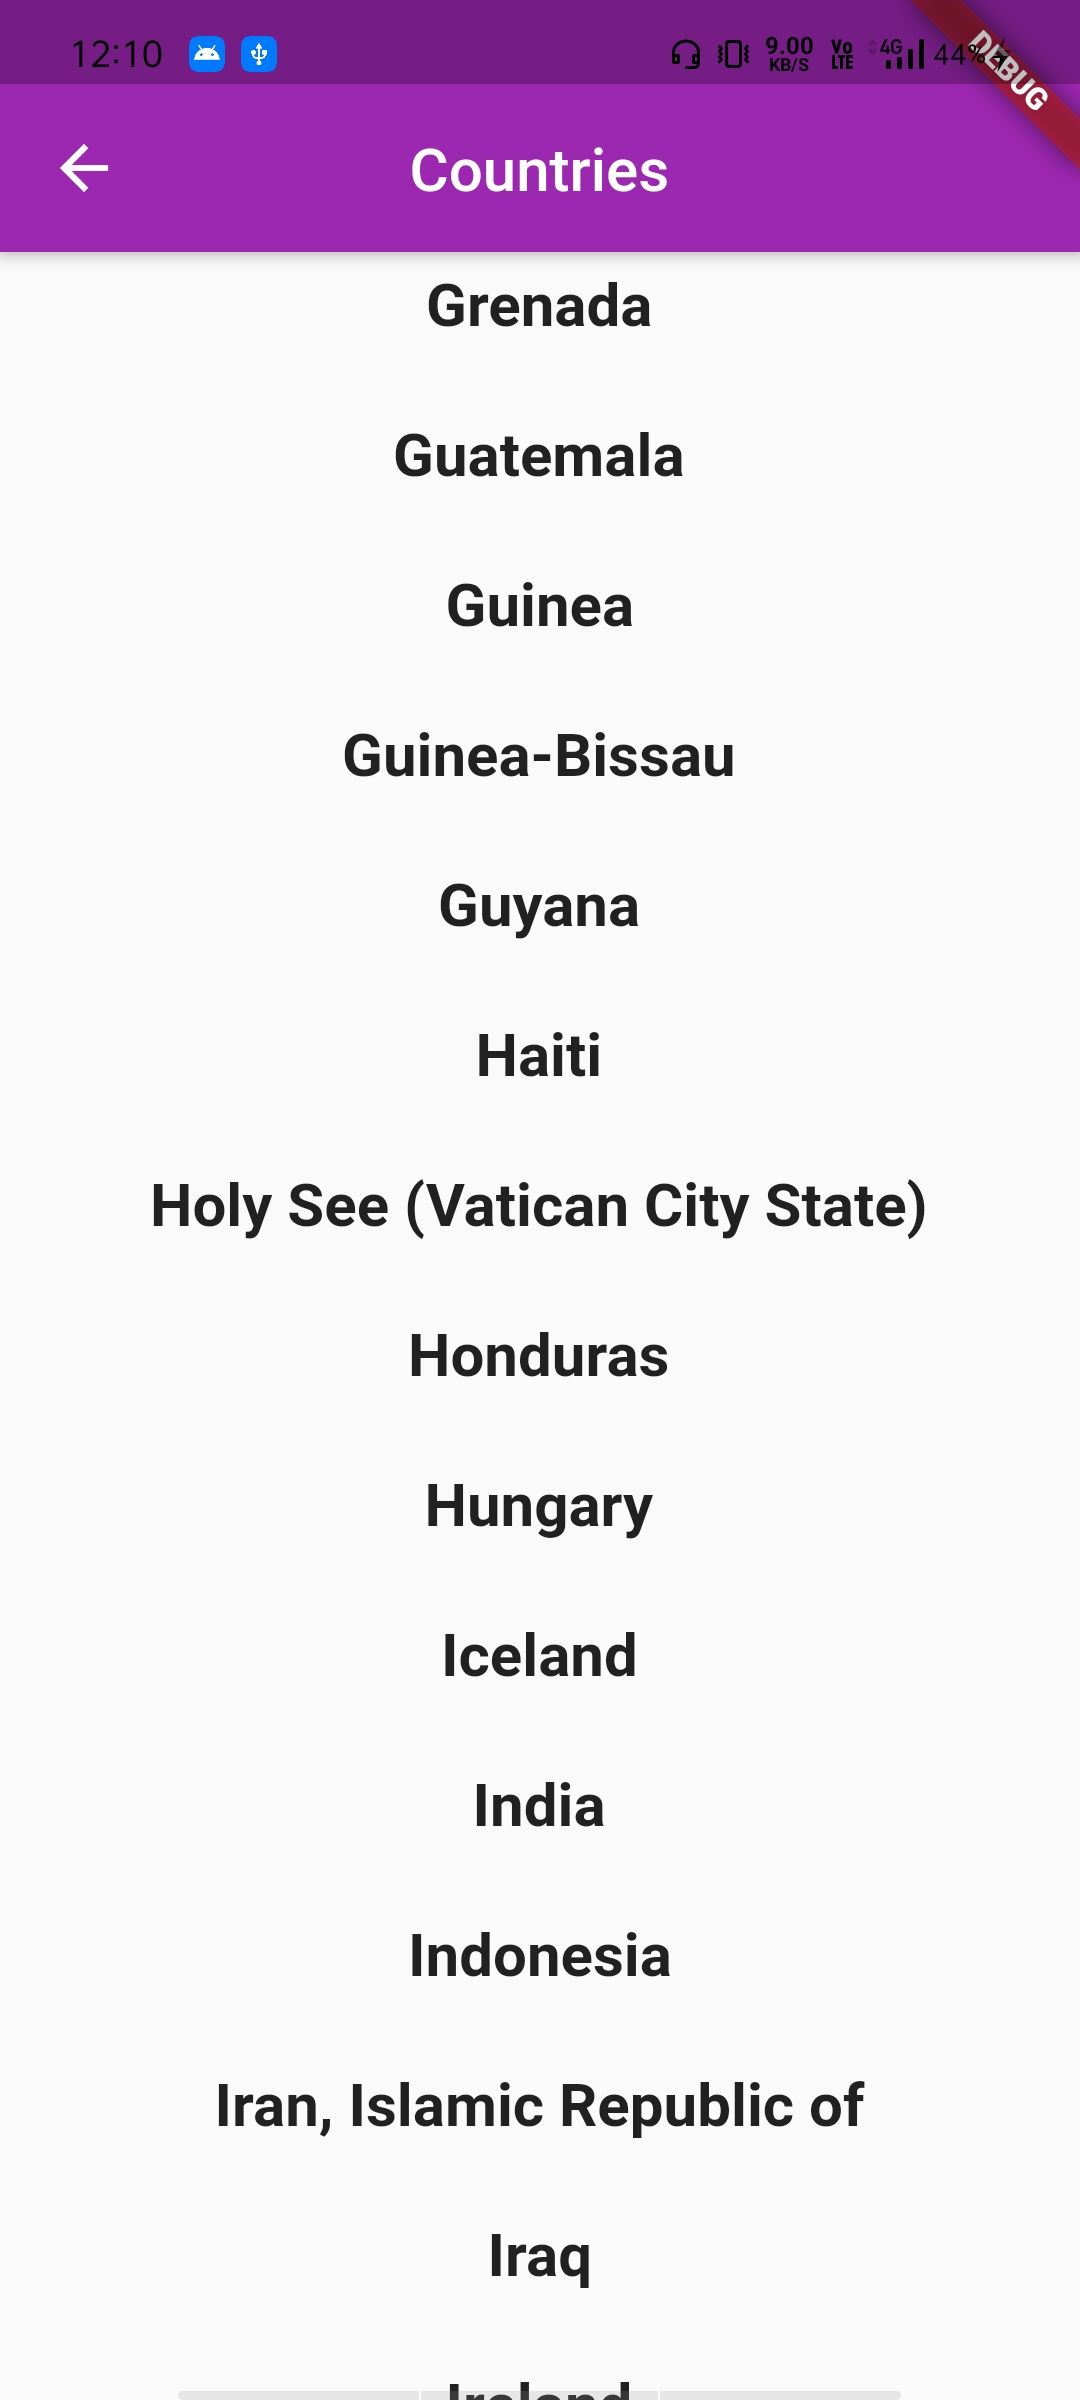 12:10
9.00
KB/S
Vo
LTE
4G
44%
DEBUG
Countries
Grenada
Guatemala
Guinea
Guinea-Bissau
Guyana
Haiti
Holy See (Vatican City State)
Honduras
Hungary
Iceland
India
Indonesia
Iran, Islamic Republic of
Iraq
Ireland